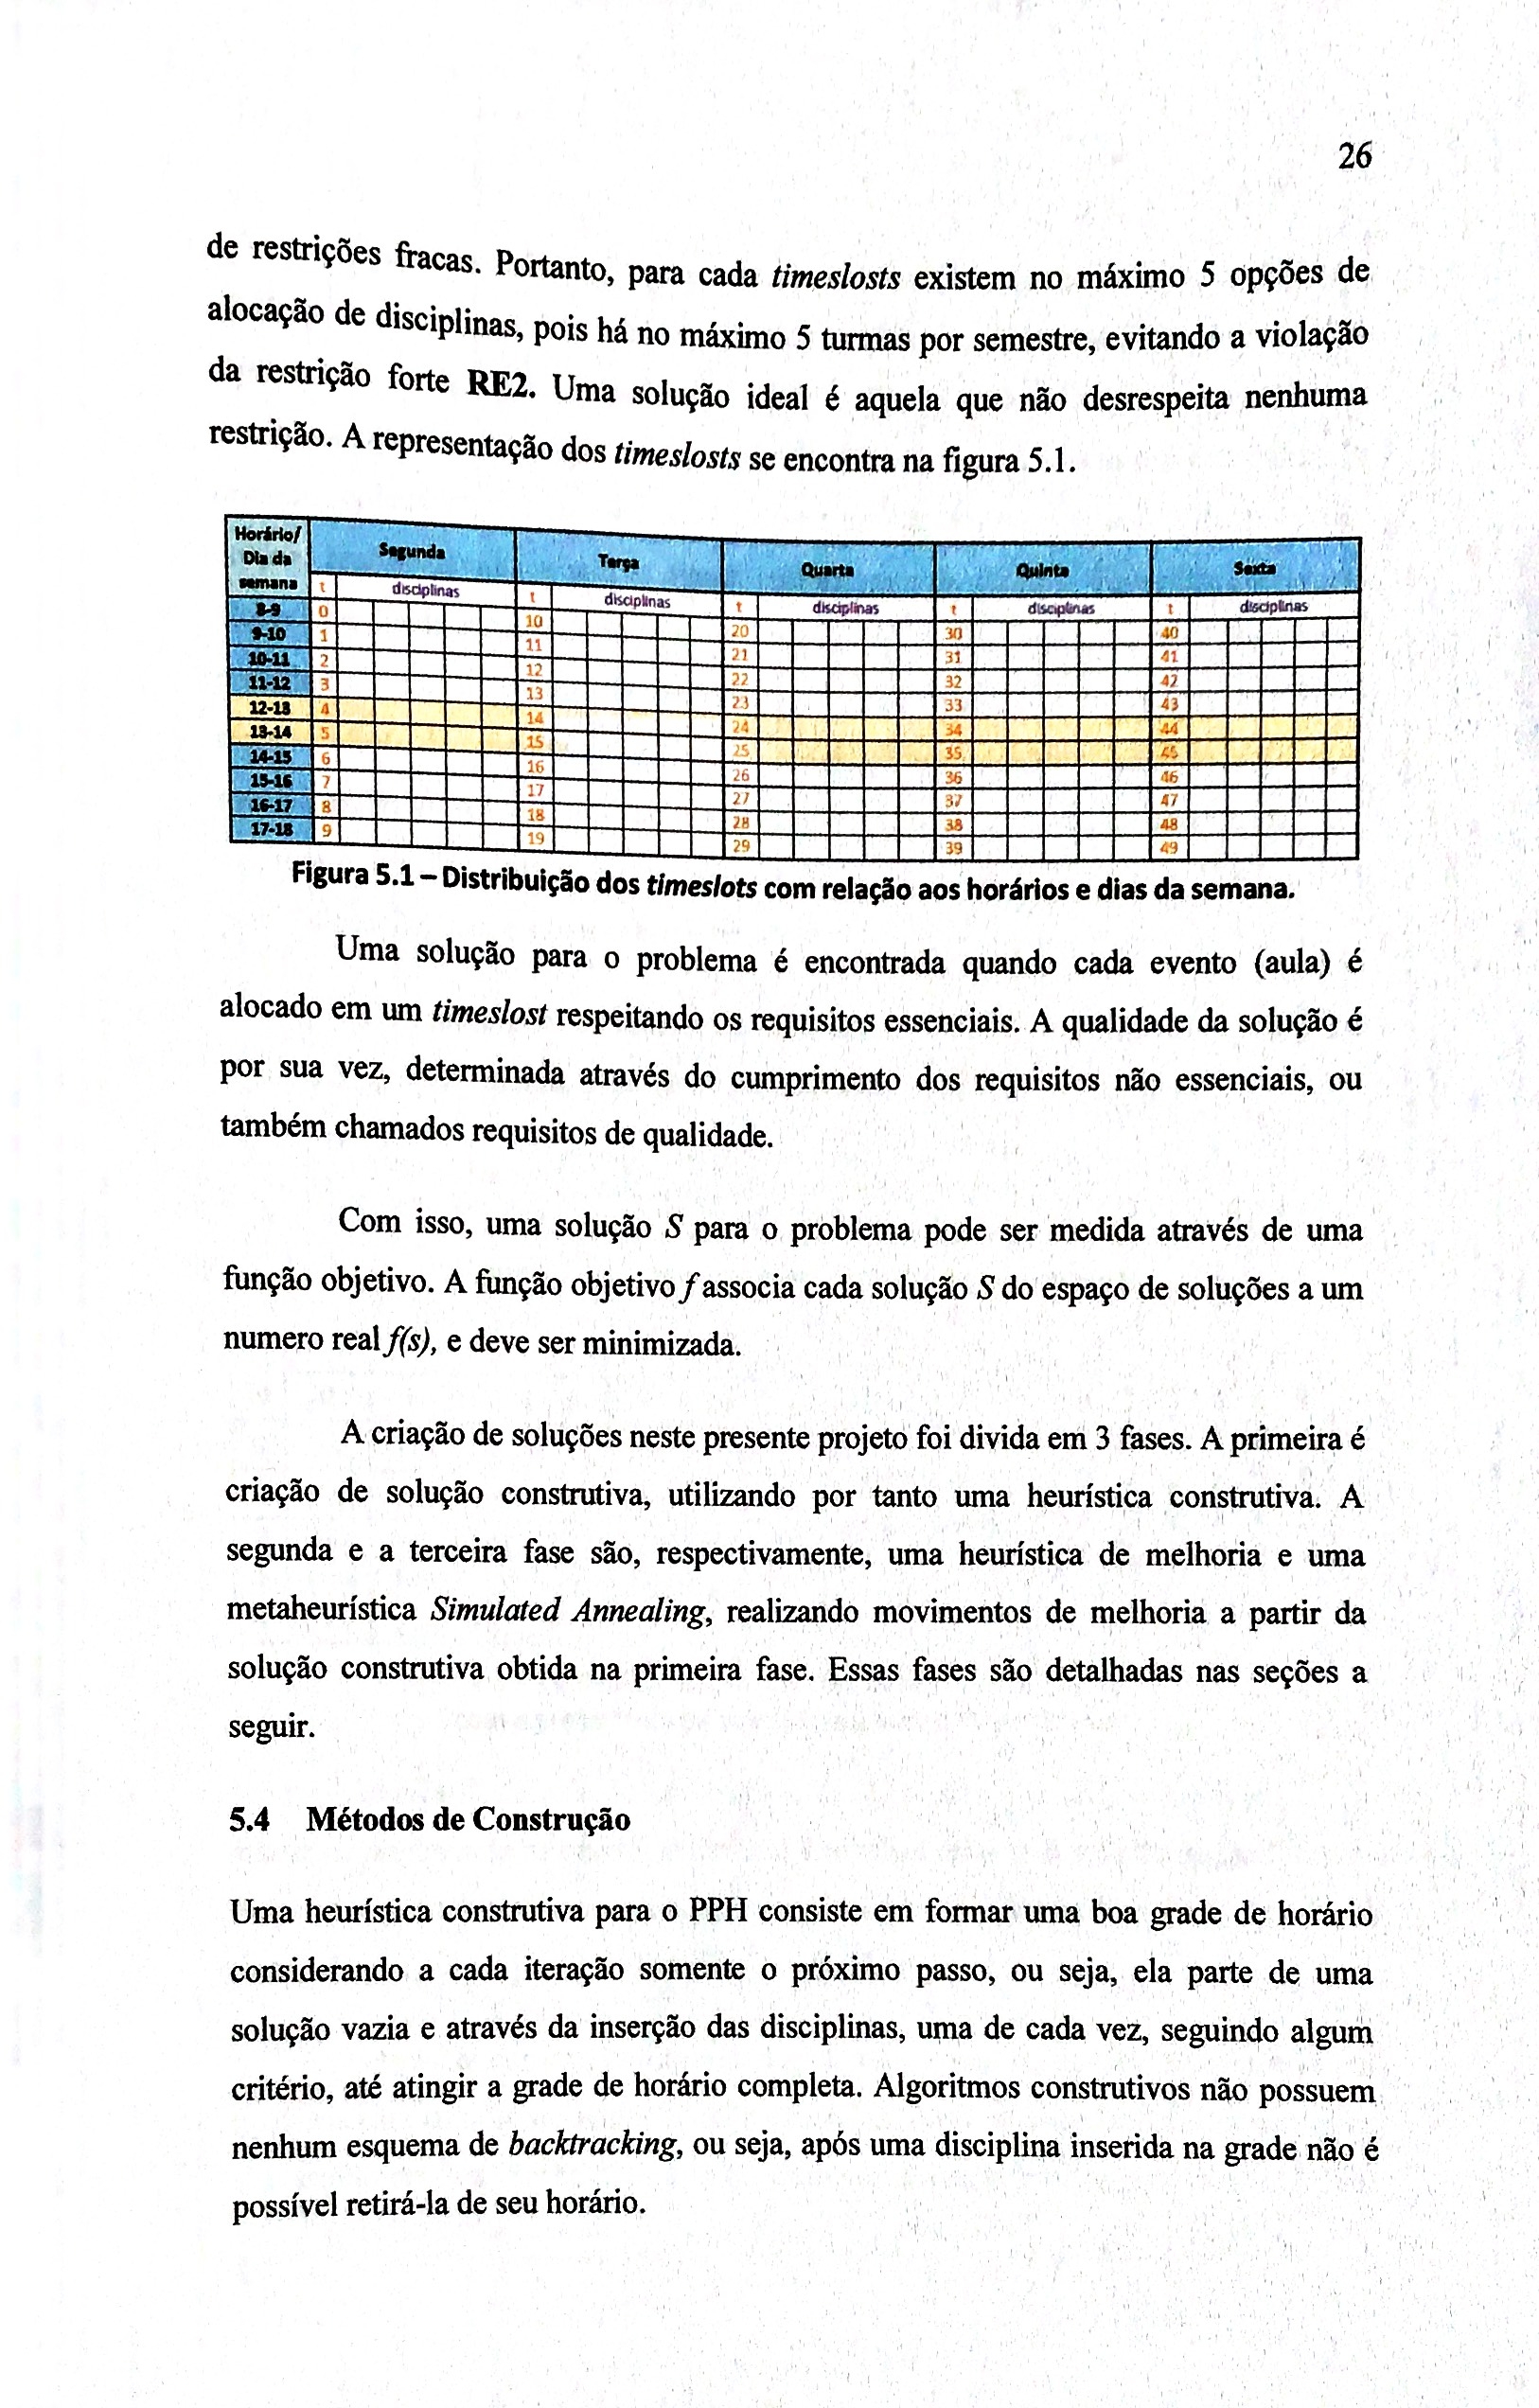 26
de restrições fracas. Portanto, para cada timeslosts existem no máximo 5 opções de
alocação de disciplinas, pois há no máximo 5 turmas por semestre, evitando a violação
da restrição forte RE2. Uma solução ideal é aquela que não desrespeita nenhuma
restrição. A representação dos timeslosts se encontra na figura 5.1.
Horário/ Dia da semana Segunda Terça Quarta Quinta Sexta
t disciplinas t disciplinas t disciplinas t disciplinas t disciplinas
8-9 0 10 20 30 40
9-10 1 11 21 31 41
10-11 2 12 22 32 42
11-12 3 13 23 33 43
12-13 4 14 24 34 44
13-14 5 15 25 35 45
14-15 6 16 26 36 46
15-16 7 17 27 37 47
16-17 8 18 28 38 48
17-18 9 19 29 39 49
Figura 5.1 – Distribuição dos timeslots com relação aos horários e dias da semana.
Uma solução para o problema é encontrada quando cada evento (aula) é
alocado em um timeslost respeitando os requisitos essenciais. A qualidade da solução é
por sua vez, determinada através do cumprimento dos requisitos não essenciais, ou
também chamados requisitos de qualidade.
Com isso, uma solução S para o problema pode ser medida através de uma
função objetivo. A função objetivo f associa cada solução S do espaço de soluções a um
numero real f(s), e deve ser minimizada.
A criação de soluções neste presente projeto foi divida em 3 fases. A primeira é
criação de solução construtiva, utilizando por tanto uma heurística construtiva. A
segunda e a terceira fase são, respectivamente, uma heurística de melhoria e uma
metaheurística Simulated Annealing, realizando movimentos de melhoria a partir da
solução construtiva obtida na primeira fase. Essas fases são detalhadas nas seções a
seguir.
5.4 Métodos de Construção
Uma heurística construtiva para o PPH consiste em formar uma boa grade de horário
considerando a cada iteração somente o próximo passo, ou seja, ela parte de uma
solução vazia e através da inserção das disciplinas, uma de cada vez, seguindo algum
critério, até atingir a grade de horário completa. Algoritmos construtivos não possuem
nenhum esquema de backtracking, ou seja, após uma disciplina inserida na grade não é
possível retirá-la de seu horário.